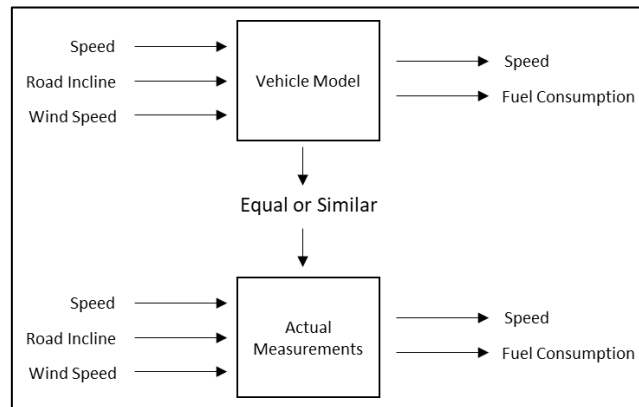 Speed
Road Incline
Wind Speed
Vehicle Model
Speed
Fuel Consumption
Equal or Similar
Speed
Road Incline
Wind Speed
Actual
Measurements
Speed
Fuel Consumption